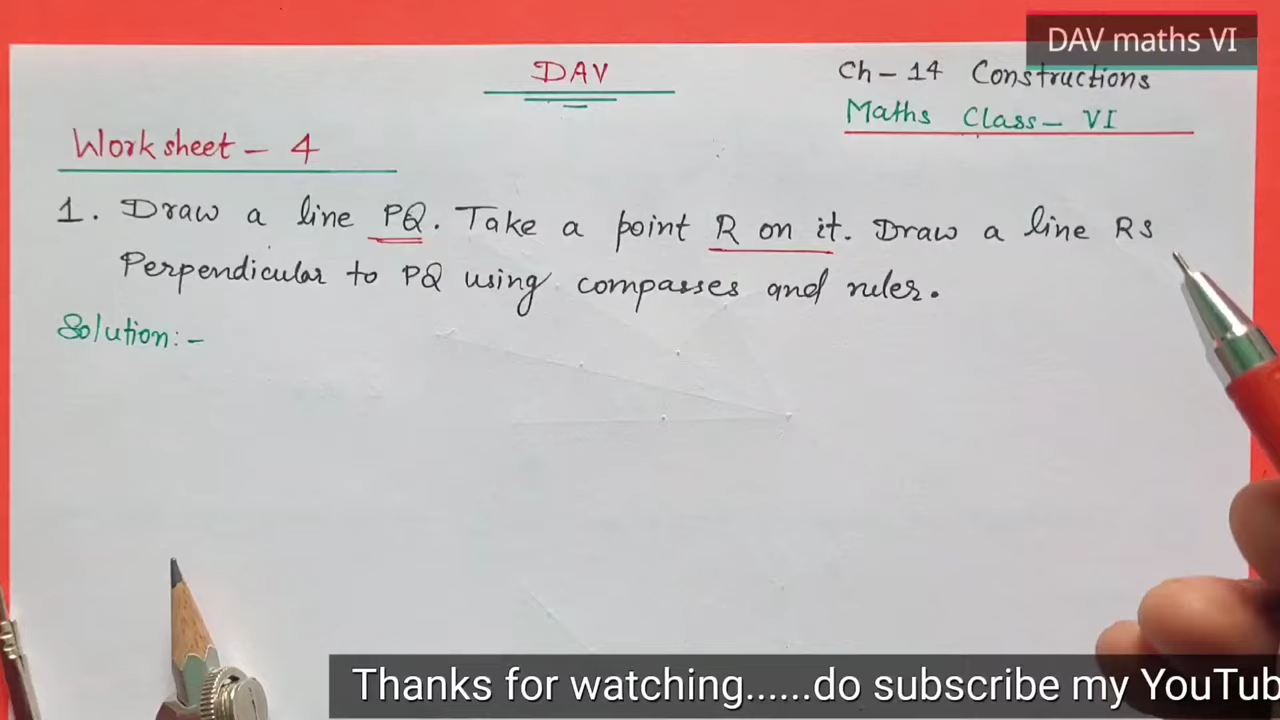 DAV maths VI
DAV
Ch - 14 Constructions
Maths Class - VI
Worksheet - 4
1. Draw a line PQ. Take a point R on it. Draw a line RS
Perpendicular to PQ using compasses and ruler.
Solution:-
Thanks for watching......do subscribe my YouTub